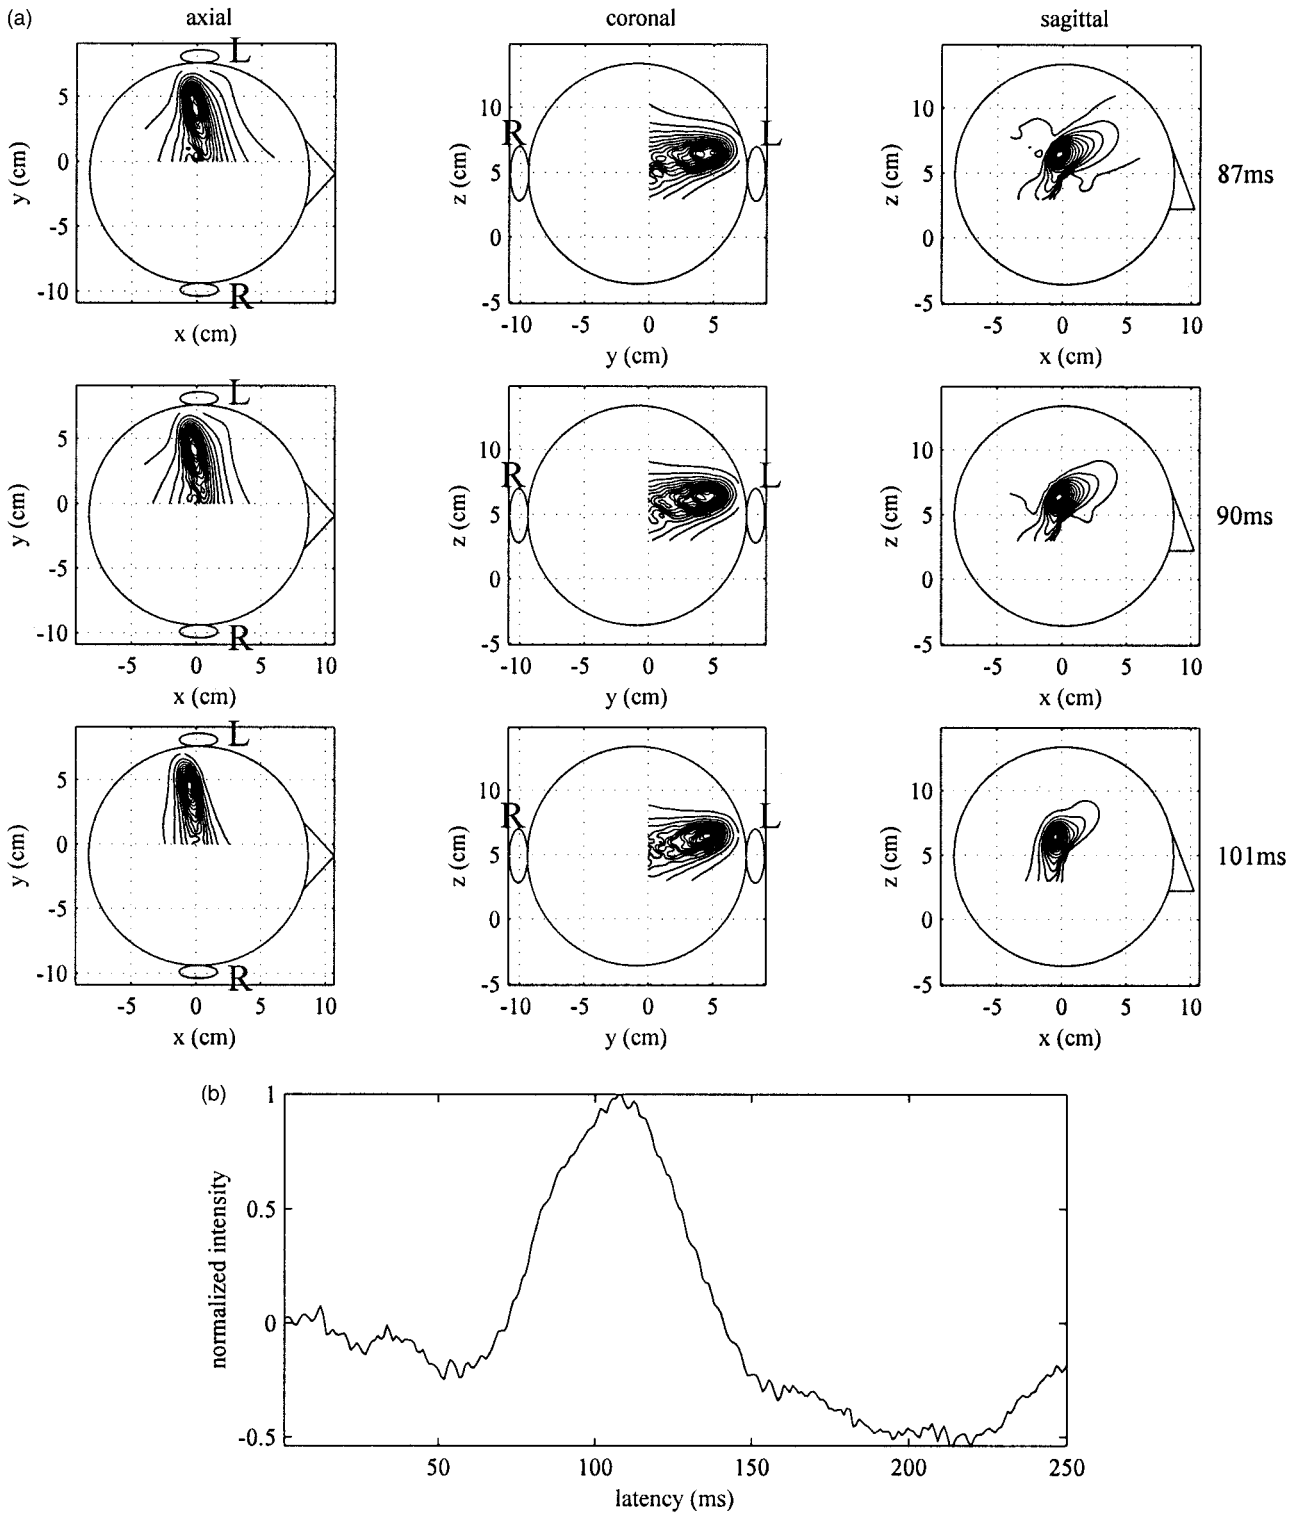 (a) axial coronal sagittal
L
R
5
0
-5
-10
y (cm)
x (cm)
R
L
10
5
0
-5
z (cm)
-10 -5 0 5
y (cm)
10
5
0
-5
z (cm)
-5 0 5 10
x (cm)
87ms
L
R
5
0
-5
-10
y (cm)
-5 0 5 10
x (cm)
R
L
10
5
0
-5
z (cm)
-10 -5 0 5
y (cm)
10
5
0
-5
z (cm)
-5 0 5 10
x (cm)
90ms
L
R
5
0
-5
-10
y (cm)
-5 0 5 10
x (cm)
R
L
10
5
0
-5
z (cm)
-10 -5 0 5
y (cm)
10
5
0
-5
z (cm)
-5 0 5 10
x (cm)
101ms
(b)
1
0.5
0
-0.5
normalized intensity
50 100 150 200 250
latency (ms)